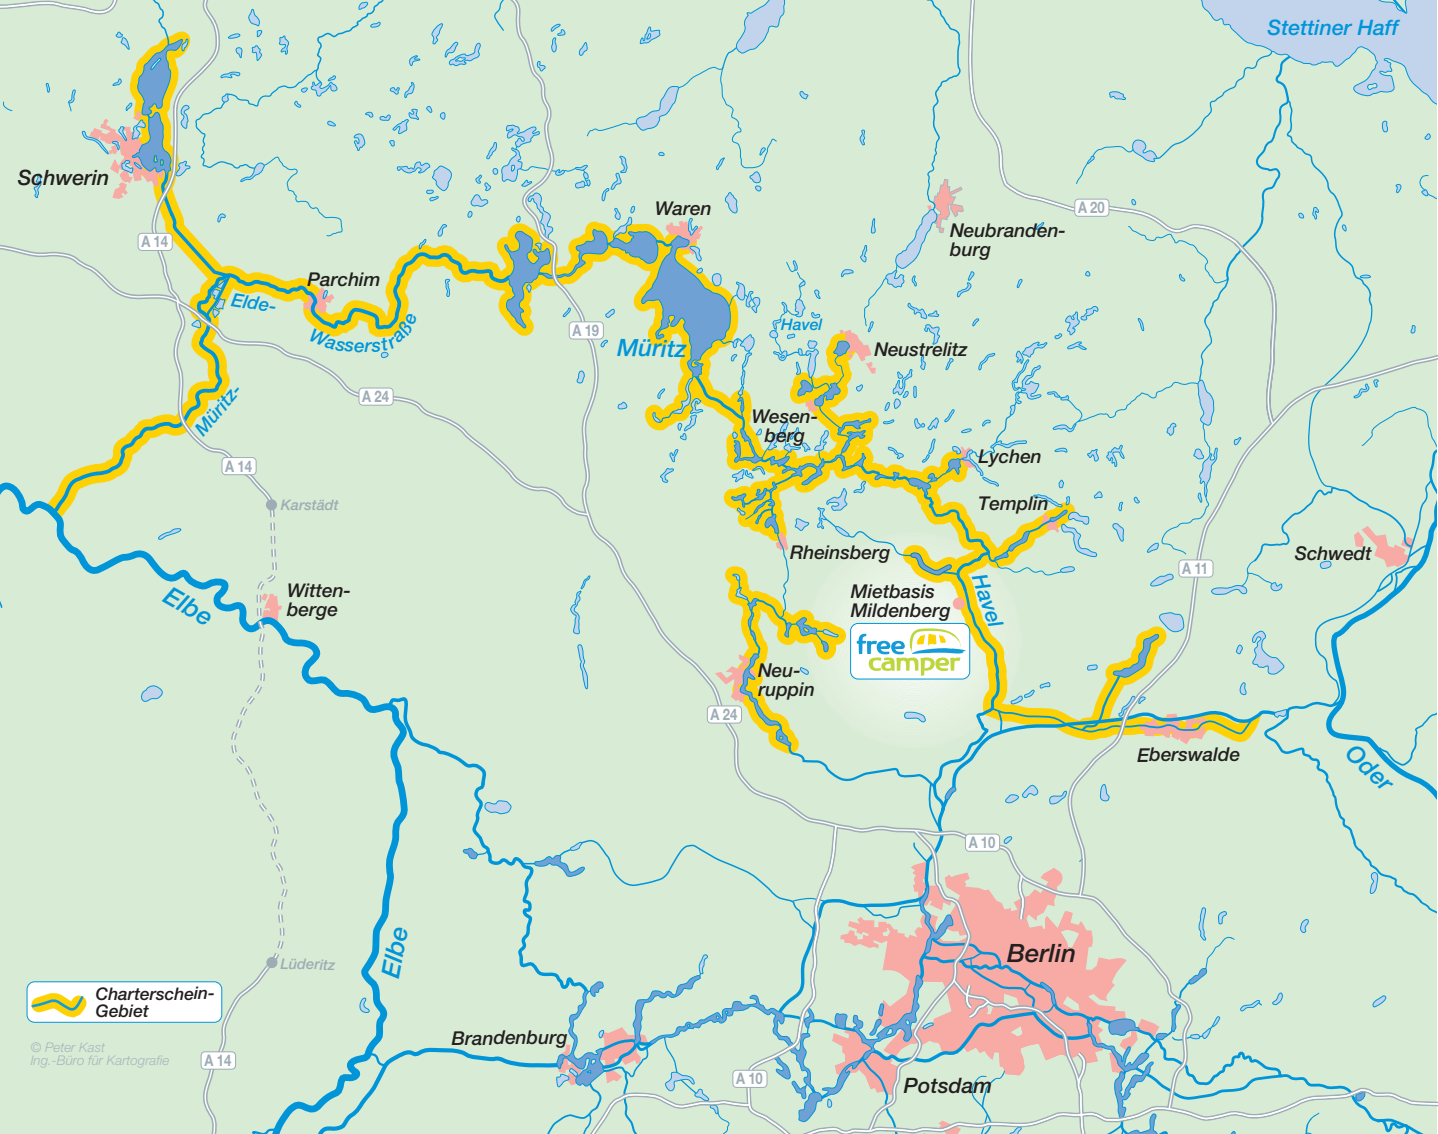 Stettiner Haff
Schwerin
Waren
A 20
Neubranden-
burg
A 14
Parchim
Elde-
Wasserstraße
Havel
A 19
Müritz
Neustrelitz
A 24
Müritz-
Wesen-
berg
Lychen
A 14
Karstädt
Templin
Rheinsberg
Schwedt
A 11
Elbe
Witten-
berge
Mietbasis
Mildenberg
Havel
free
camper
Neu-
ruppin
A 24
Eberswalde
Oder
A 10
Elbe
Berlin
Lüderitz
Charterschein-
Gebiet
Brandenburg
© Peter Kast
Ing.-Büro für Kartografie
A 14
A 10
Potsdam